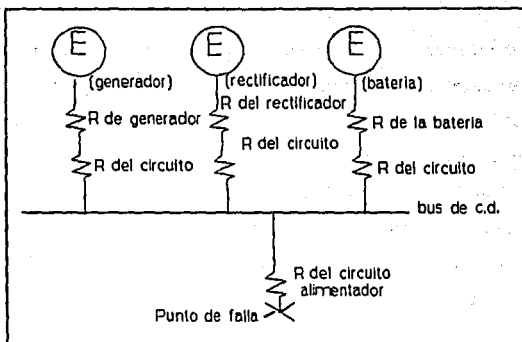 E E E
(generador) (rectificador) (bateria)
R de generador R del rectificador R de la bateria
R del circuito R del circuito R del circuito
bus de c.d.
R del circuito
alimentador
Punto de falla